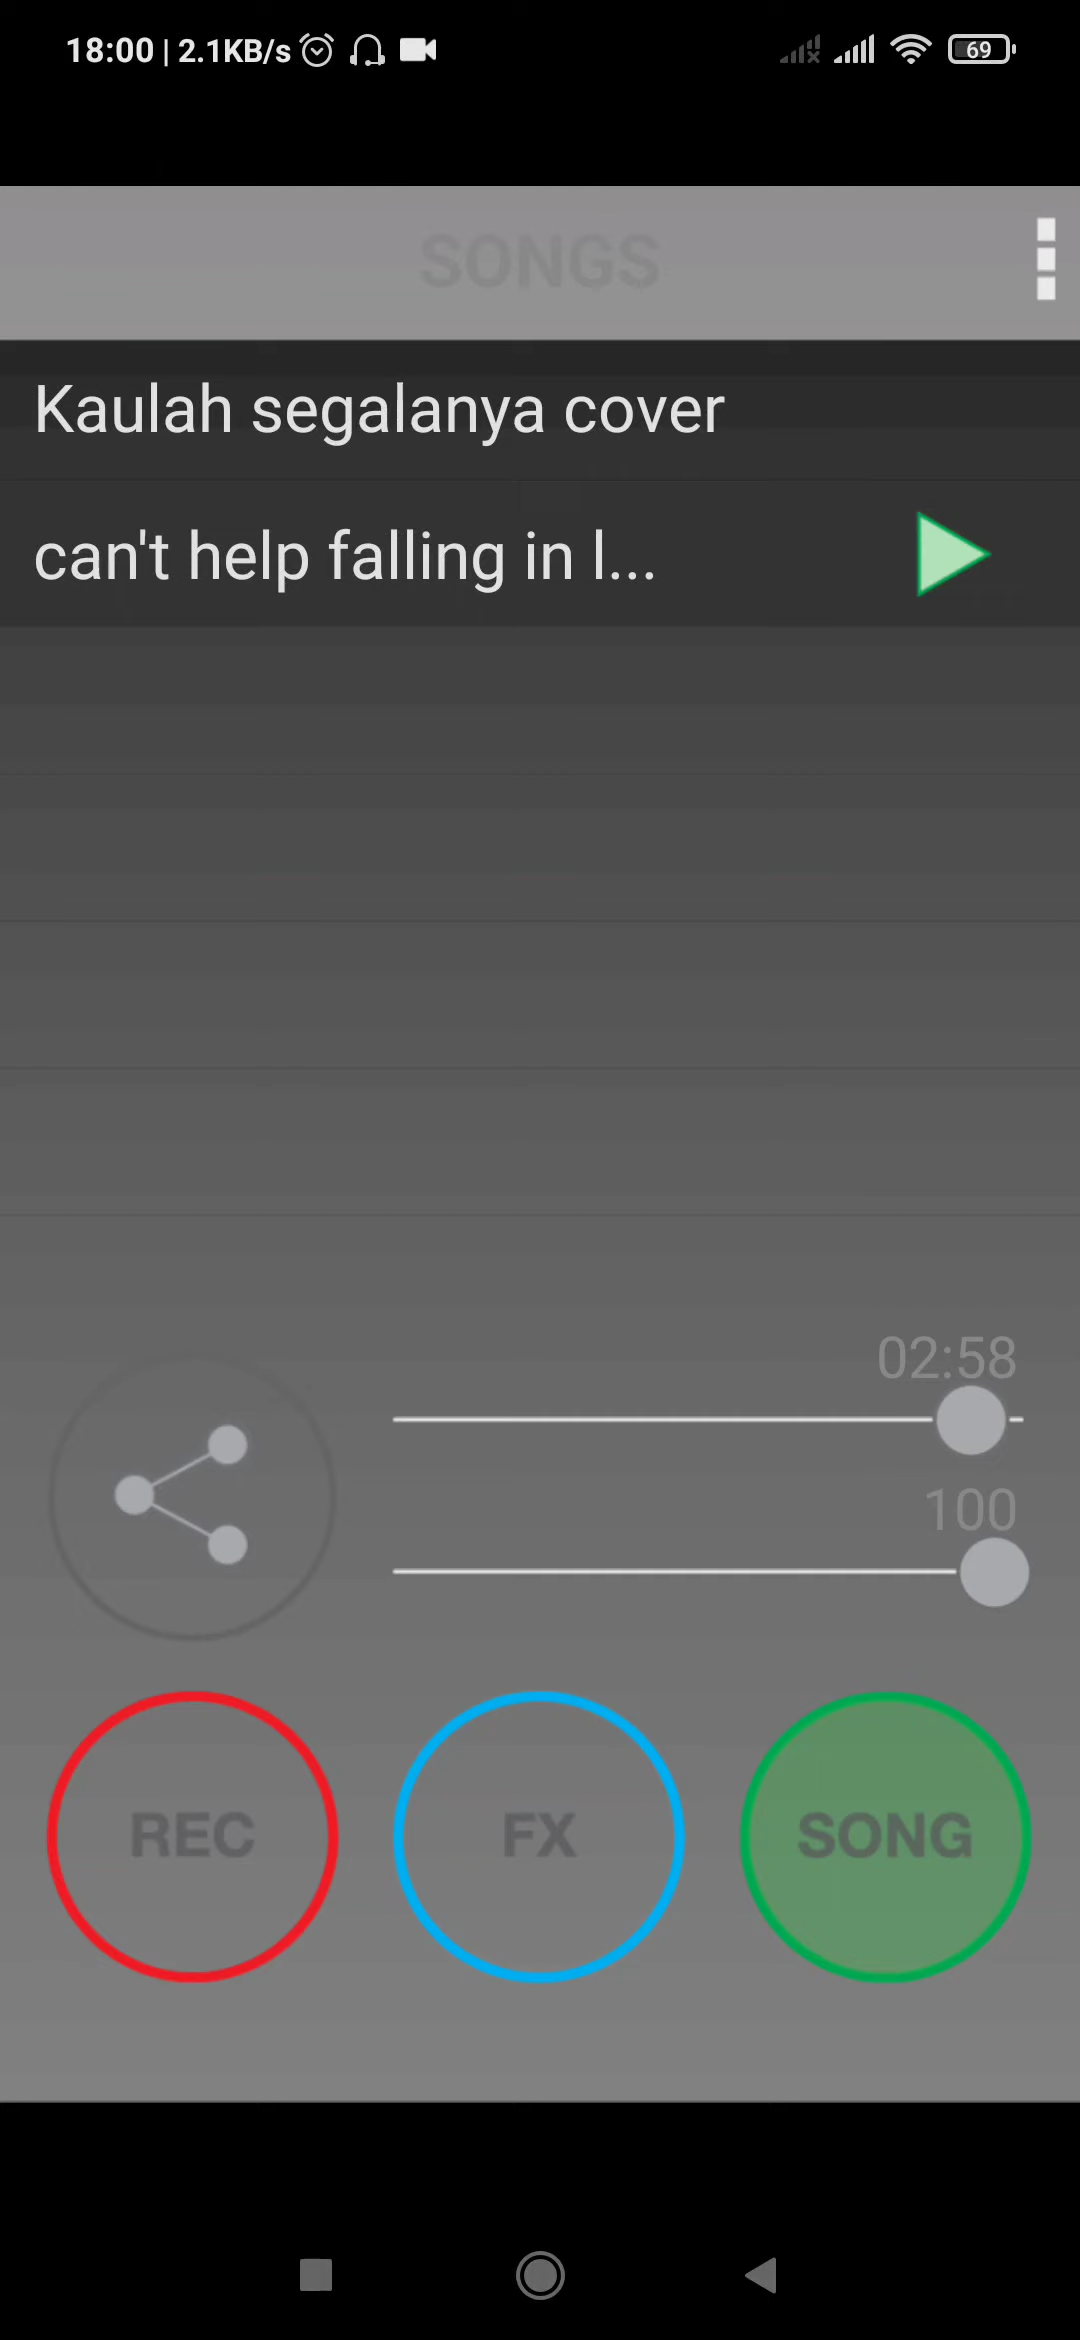 18:00 | 2.1KB/s
69
SONGS
Kaulah segalanya cover
can't help falling in l...
02:58
100
REC
FX
SONG